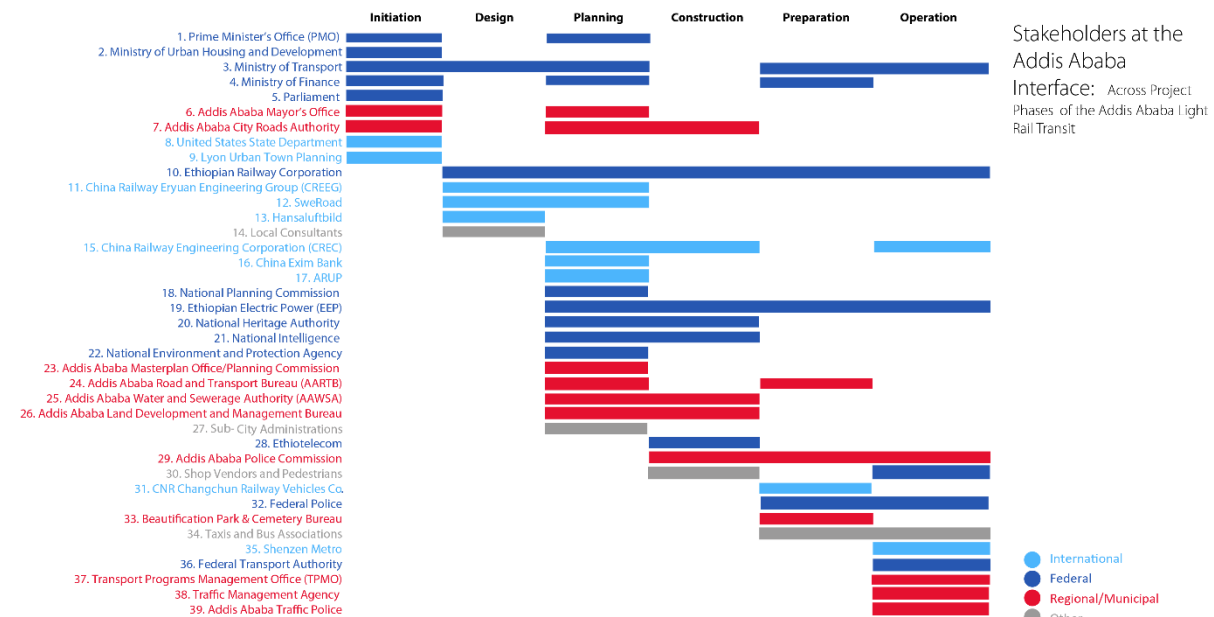 Initiation Design Planning Construction Preparation Operation
Stakeholders at the
Addis Ababa
Interface: Across Project
Phases of the Addis Ababa Light
Rail Transit
1. Prime Minister's Office (PMO)
2. Ministry of Urban Housing and Development
3. Ministry of Transport
4. Ministry of Finance
5. Parliament
6. Addis Ababa Mayor's Office
7. Addis Ababa City Roads Authority
8. United States State Department
9. Lyon Urban Town Planning
10. Ethiopian Railway Corporation
11. China Railway Eryuan Engineering Group (CREEG)
12. SweRoad
13. Hansaluftbild
14. Local Consultants
15. China Railway Engineering Corporation (CREC)
16. China Exim Bank
17. ARUP
18. National Planning Commission
19. Ethiopian Electric Power (EEP)
20. National Heritage Authority
21. National Intelligence
22. National Environment and Protection Agency
23. Addis Ababa Masterplan Office/Planning Commission
24. Addis Ababa Road and Transport Bureau (AARTB)
25. Addis Ababa Water and Sewerage Authority (AAWSA)
26. Addis Ababa Land Development and Management Bureau
27. Sub- City Administrations
28. Ethiotelecom
29. Addis Ababa Police Commission
30. Shop Vendors and Pedestrians
31. CNR Changchun Railway Vehicles Co.
32. Federal Police
33. Beautification Park & Cemetery Bureau
34. Taxis and Bus Associations
35. Shenzen Metro
36. Federal Transport Authority
37. Transport Programs Management Office (TPMO)
38. Traffic Management Agency
39. Addis Ababa Traffic Police
International
Federal
Regional/Municipal
Other